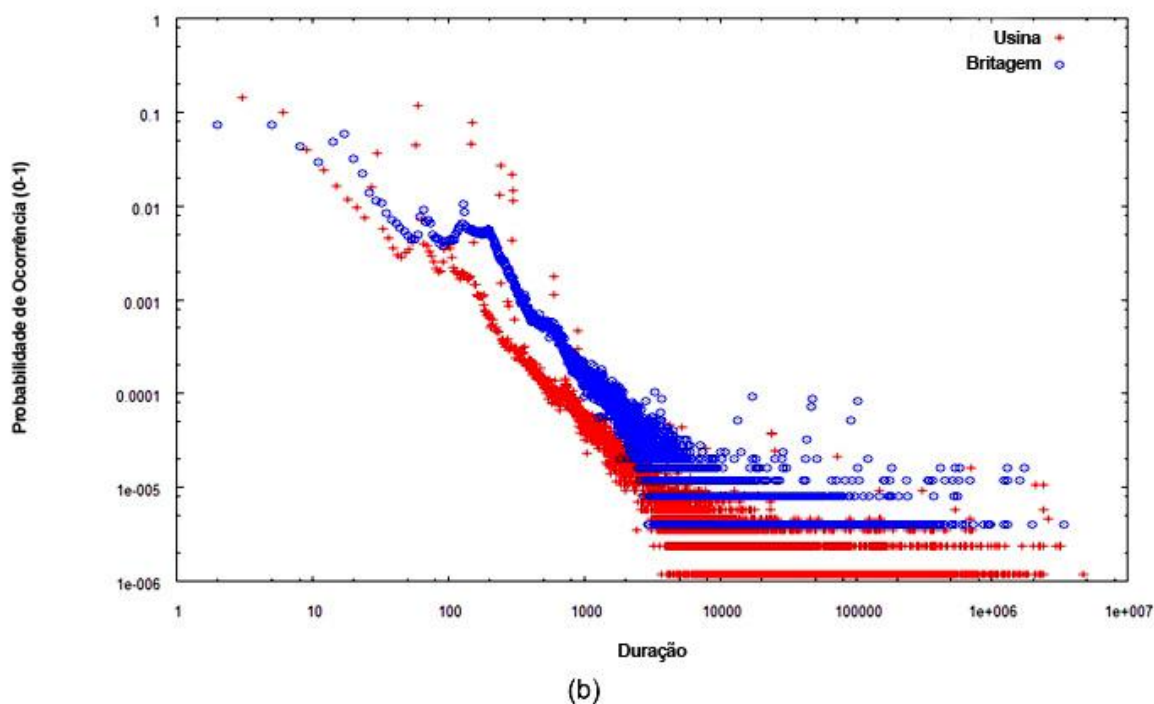 1
0.1
0.01
0.001
0.0001
1e-005
1e-006
Probabilidade de Ocorrência (0-1)
Usina
Britagem
1 10 100 1000 10000 100000 1e+006 1e+007
Duração
(b)